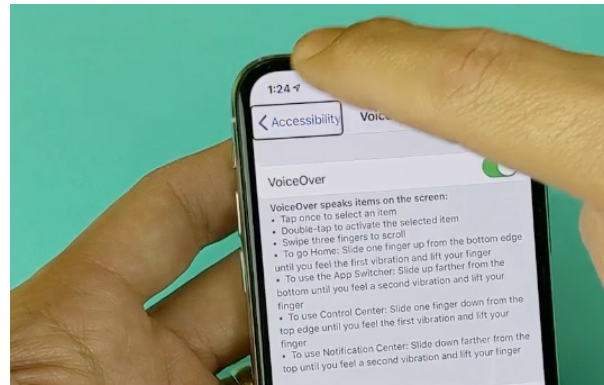 1:24
Accessibility
VoiceOver
VoiceOver speaks items on the screen:
• Tap once to select an item
• Double-tap to activate the selected item
• Swipe three fingers to scroll
• To go Home: Slide one finger up from the bottom edge
until you feel the first vibration and lift your finger
• To use the App Switcher: Slide up farther from the
bottom until you feel a second vibration and lift your
finger
• To use Control Center: Slide one finger down from the
top edge until you feel the first vibration and lift your
finger
• To use Notification Center: Slide down farther from the
top until you feel a second vibration and lift your finger